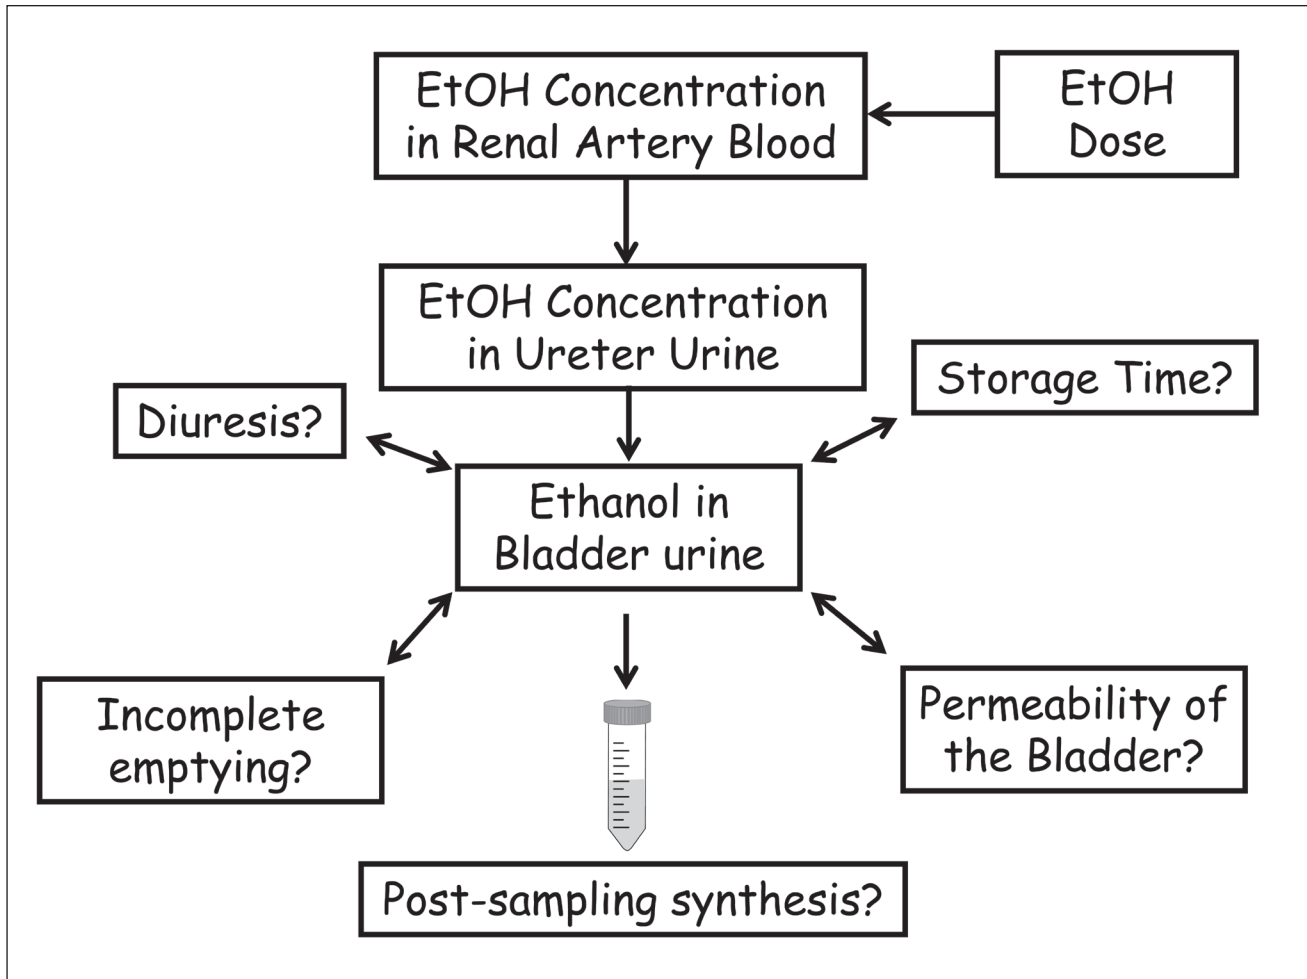 EtOH Concentration
in Renal Artery Blood
EtOH
Dose
EtOH Concentration
in Ureter Urine
Storage Time?
Diuresis?
Ethanol in
Bladder urine
Incomplete
emptying?
Permeability of
the Bladder?
Post-sampling synthesis?